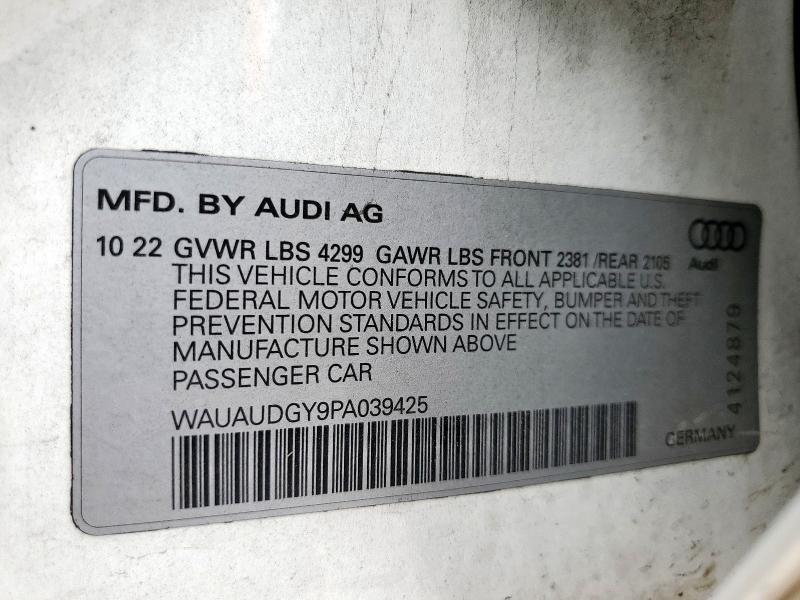 MFD. BY AUDI AG
10 22 GVWR LBS 4299 GAWR LBS FRONT 2381 /REAR 2105
THIS VEHICLE CONFORMS TO ALL APPLICABLE U.S.
FEDERAL MOTOR VEHICLE SAFETY, BUMPER AND THEFT
PREVENTION STANDARDS IN EFFECT ON THE DATE OF
MANUFACTURE SHOWN ABOVE
PASSENGER CAR
WAUAUDGY9PA039425
Audi
4124879
GERMANY